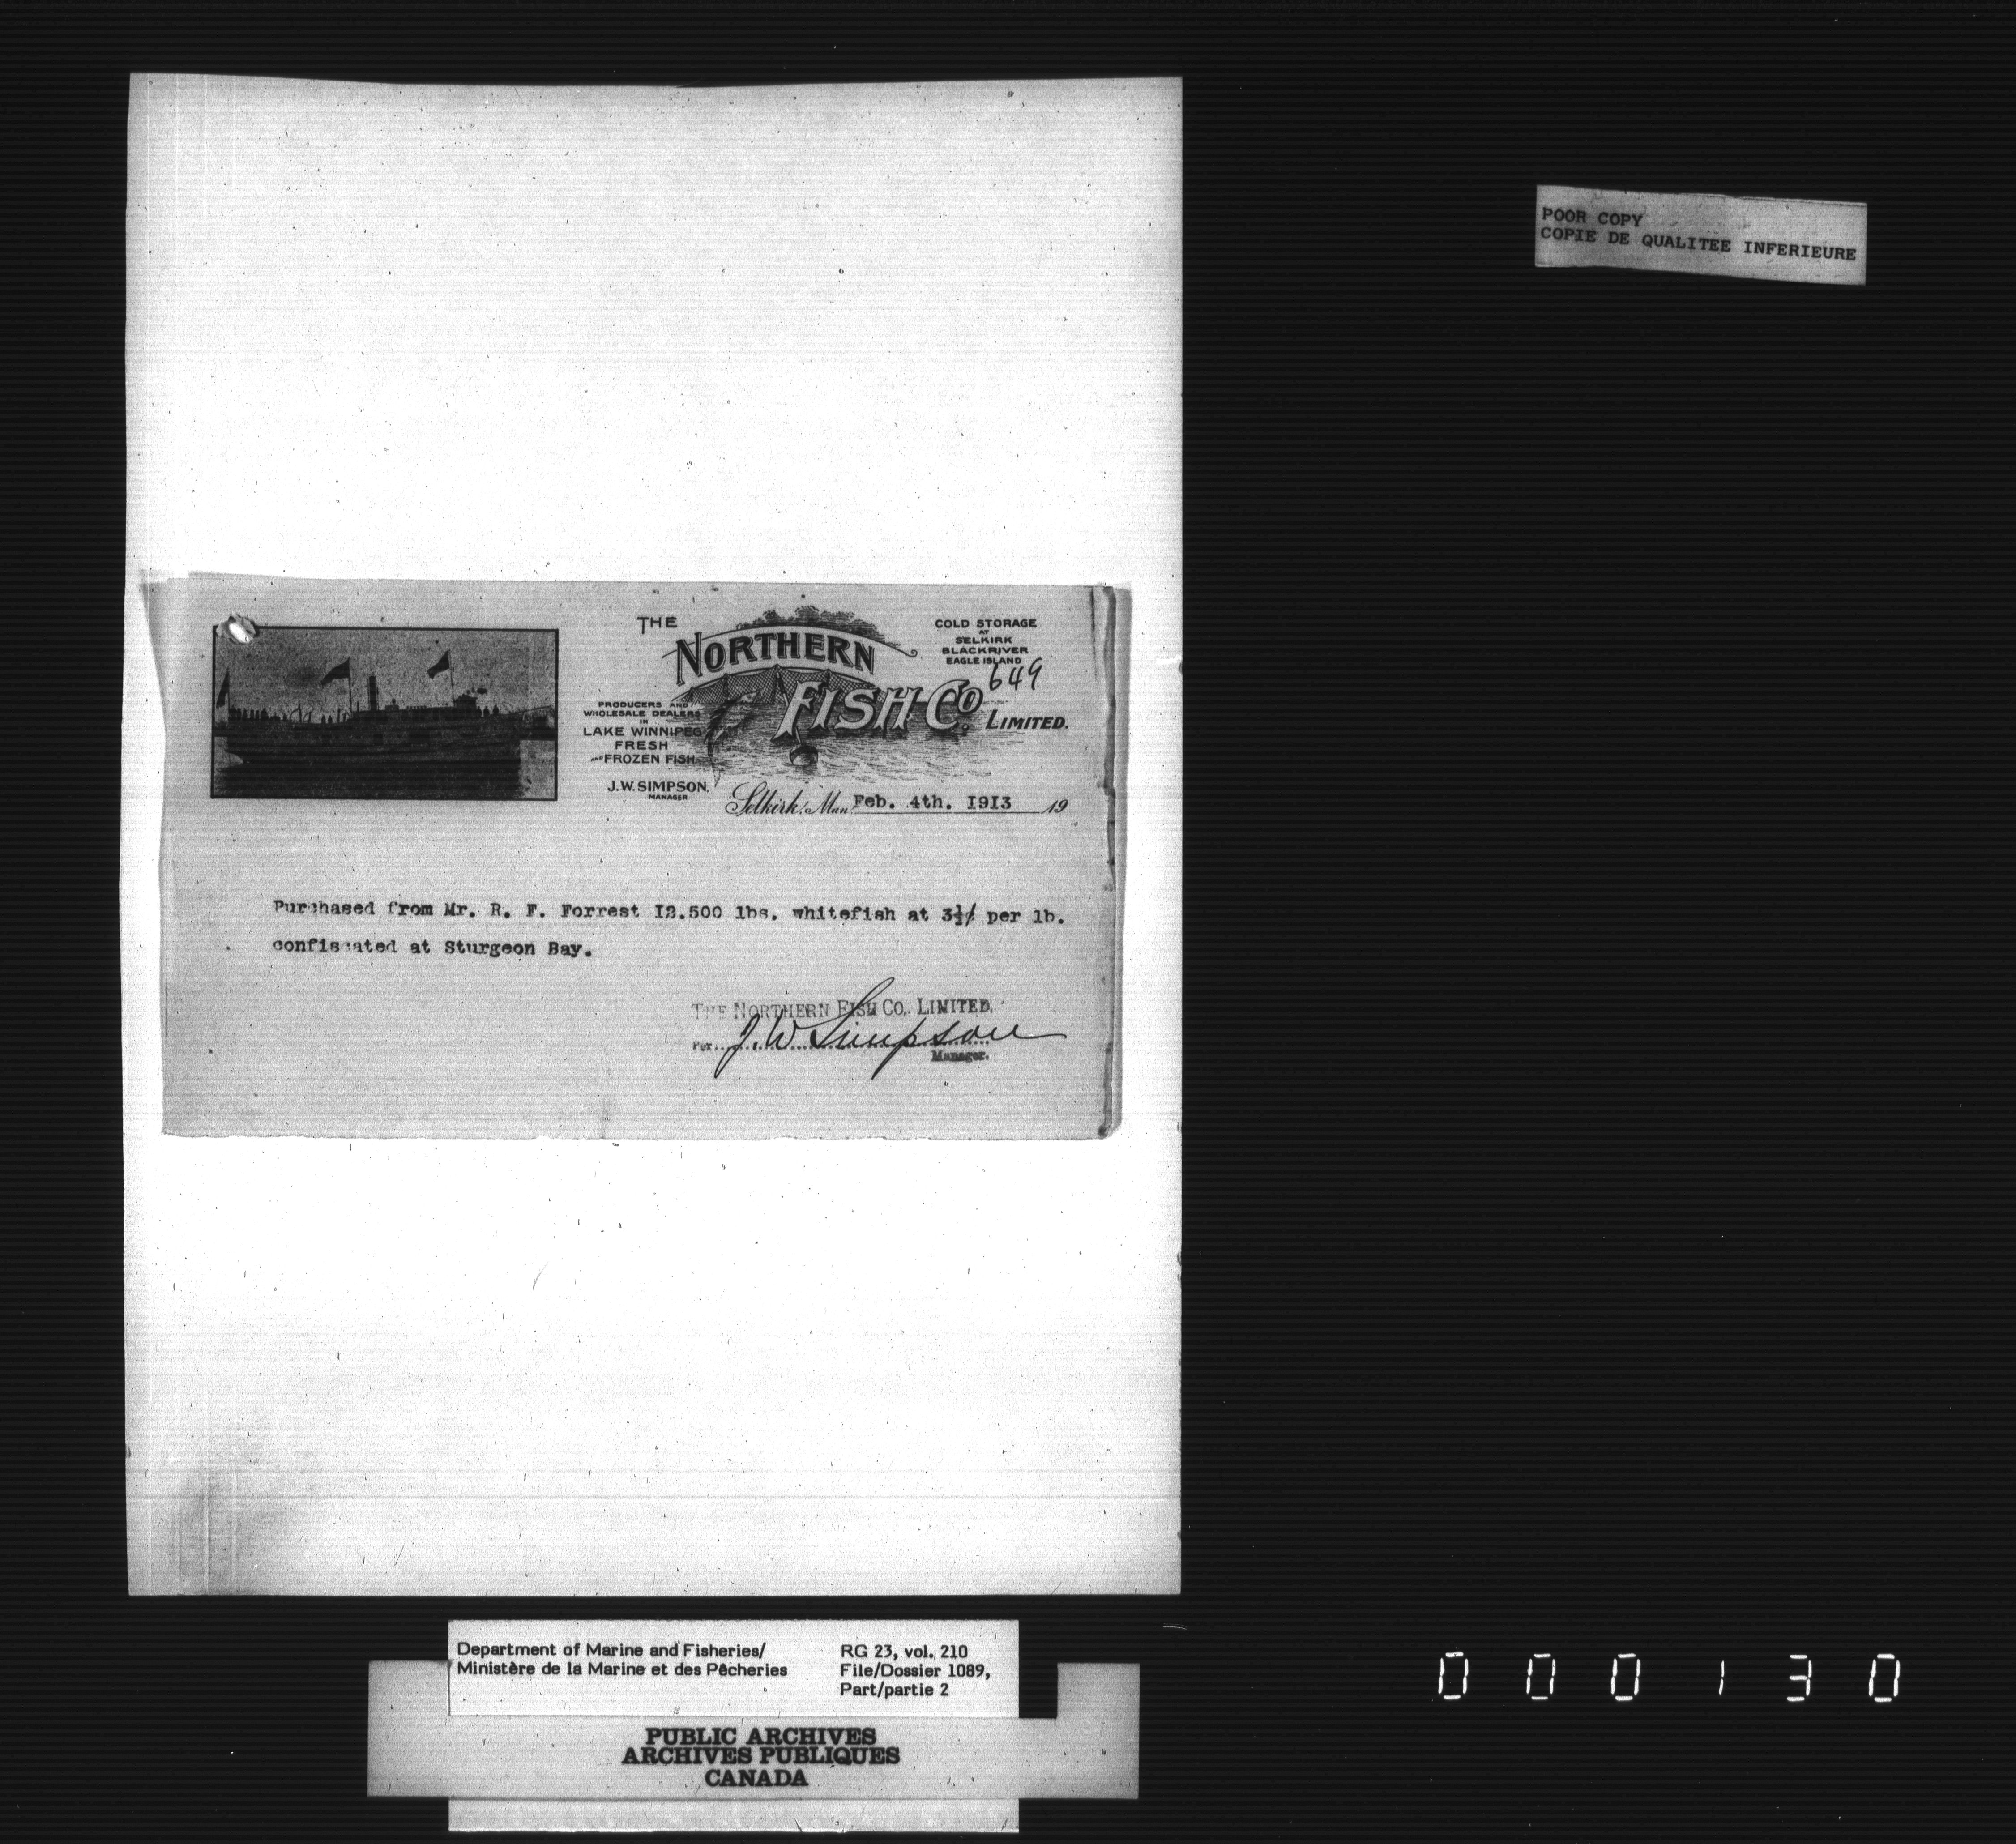 POOR COPY
COPIE DE QUALITEE INFERIEURE
THE
NORTHERN
FISH Co. LIMITED.
COLD STORAGE
AT
SELKIRK
BLACKRIVER
EAGLE ISLAND
649
PRODUCERS AND
WHOLESALE DEALERS
IN
LAKE WINNIPEG
FRESH
AND FROZEN FISH
J.W. SIMPSON.
MANAGER
Selkirk, Man. Feb. 4th. 1913 19
Purchased from Mr. R. F. Forrest 12.500 lbs. whitefish at 3½¢ per lb.
confiscated at Sturgeon Bay.
THE NORTHERN FISH CO. LIMITED.
Per. J. W. Simpson
Manager.
Department of Marine and Fisheries/
Ministère de la Marine et des Pêcheries
RG 23, vol. 210
File/Dossier 1089,
Part/partie 2
PUBLIC ARCHIVES
ARCHIVES PUBLIQUES
CANADA
000130